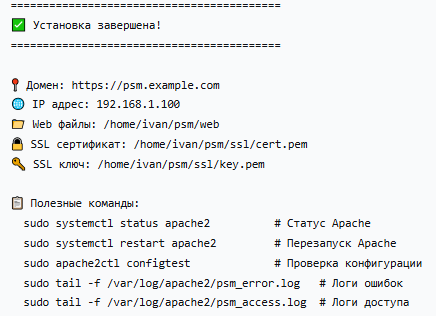 ==========================================
✅ Установка завершена!
==========================================

📍 Домен: https://psm.example.com
🌐 IP адрес: 192.168.1.100
📁 Web файлы: /home/ivan/psm/web
🔒 SSL сертификат: /home/ivan/psm/ssl/cert.pem
🔑 SSL ключ: /home/ivan/psm/ssl/key.pem

📋 Полезные команды:
  sudo systemctl status apache2          # Статус Apache
  sudo systemctl restart apache2         # Перезапуск Apache
  sudo apache2ctl configtest             # Проверка конфигурации
  sudo tail -f /var/log/apache2/psm_error.log   # Логи ошибок
  sudo tail -f /var/log/apache2/psm_access.log  # Логи доступа